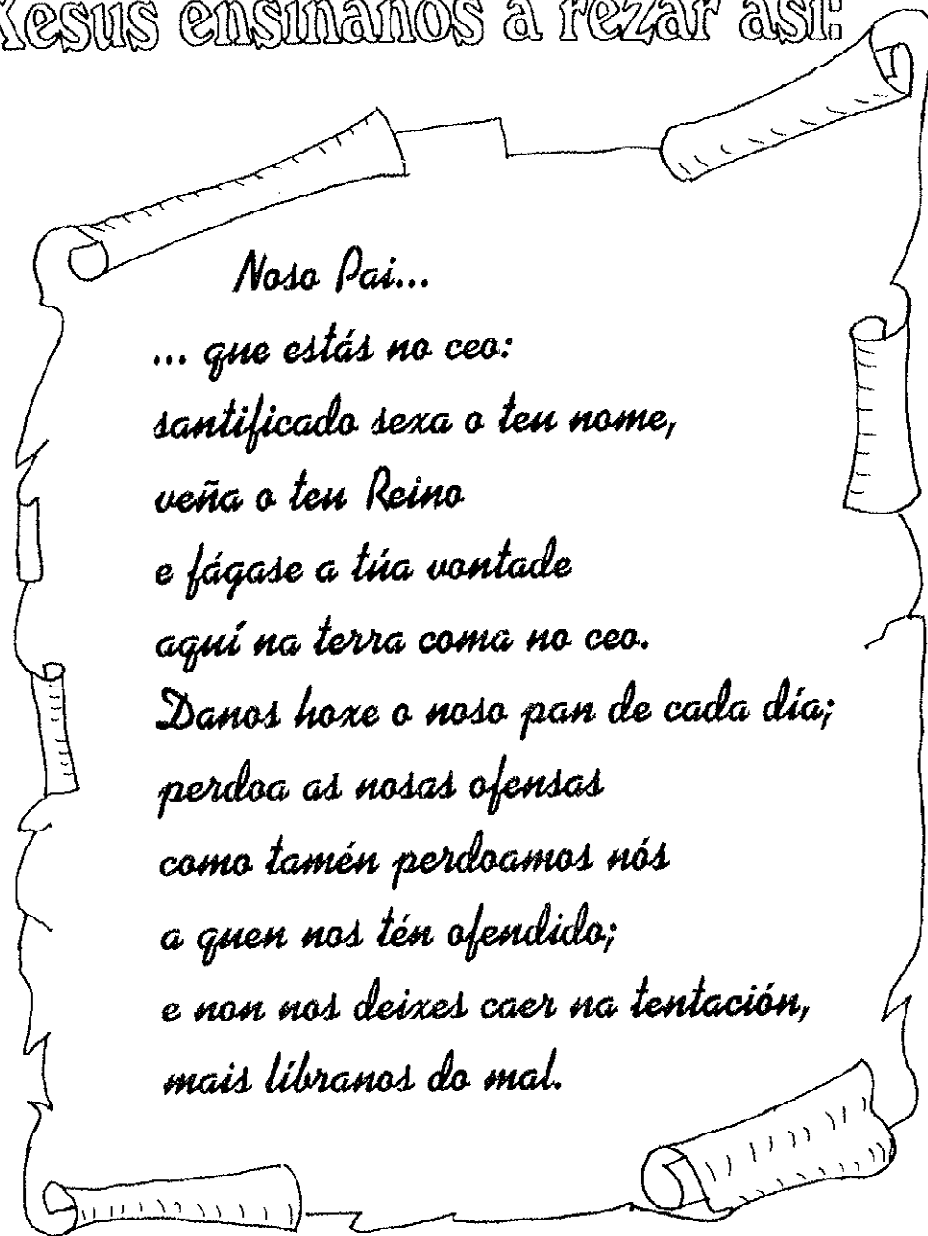 Xesús ensínanos a rezar así:
Noso Pai...
... que estás no ceo:
santificado sexa o teu nome,
veña o teu Reino
e fágase a túa vontade
aquí na terra coma no ceo.
Danos hoxe o noso pan de cada día;
perdoa as nosas ofensas
como tamén perdoamos nós
a quen nos tén ofendido;
e non nos deixes caer na tentación,
mais líbranos do mal.